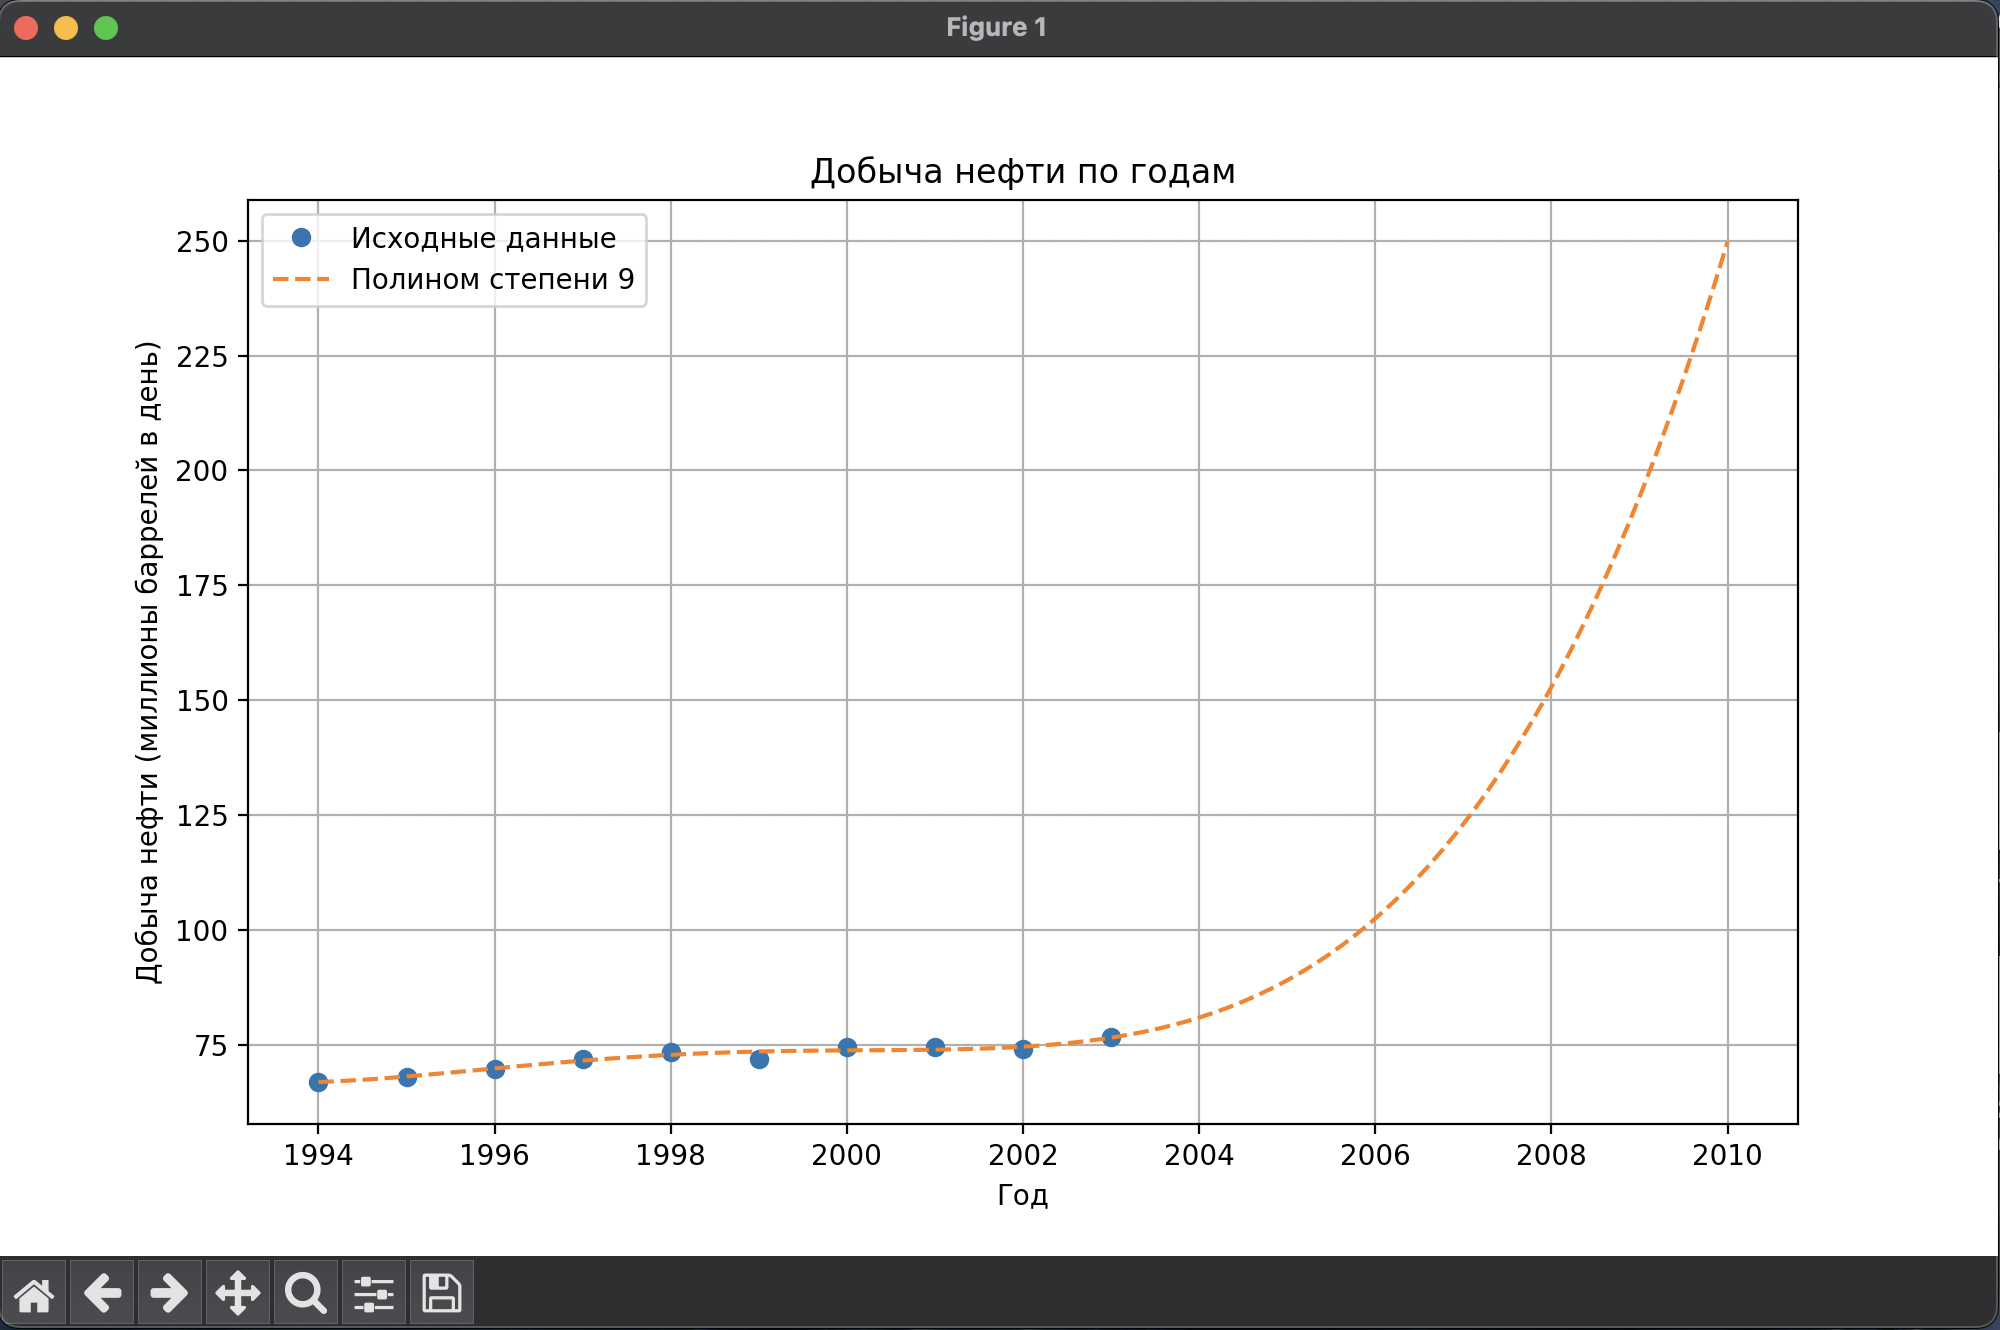 Figure 1
Добыча нефти по годам
Исходные данные
Полином степени 9
250
225
200
175
150
125
100
75
Добыча нефти (миллионы баррелей в день)
1994 1996 1998 2000 2002 2004 2006 2008 2010
Год